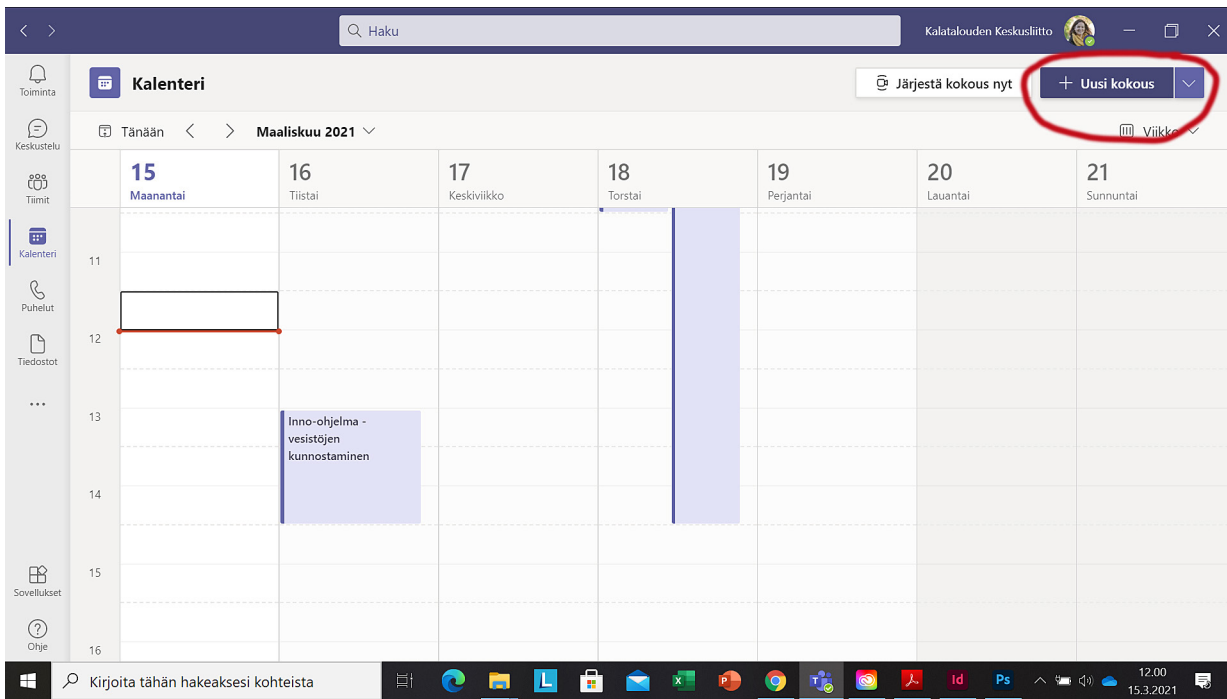 Haku
Kalatalouden Keskusliitto
Toiminta
Kalenteri
Järjestä kokous nyt
+ Uusi kokous
Tänään
Maaliskuu 2021
Viikko
Keskustelu
Tiimit
Kalenteri
Puhelut
Tiedostot
...
Sovellukset
Ohje
15
Maanantai
16
Tiistai
17
Keskiviikko
18
Torstai
19
Perjantai
20
Lauantai
21
Sunnuntai
11
12
13
14
15
16
Inno-ohjelma -
vesistöjen
kunnostaminen
Kirjoita tähän hakeaksesi kohteista
L
Id
Ps
12.00
15.3.2021